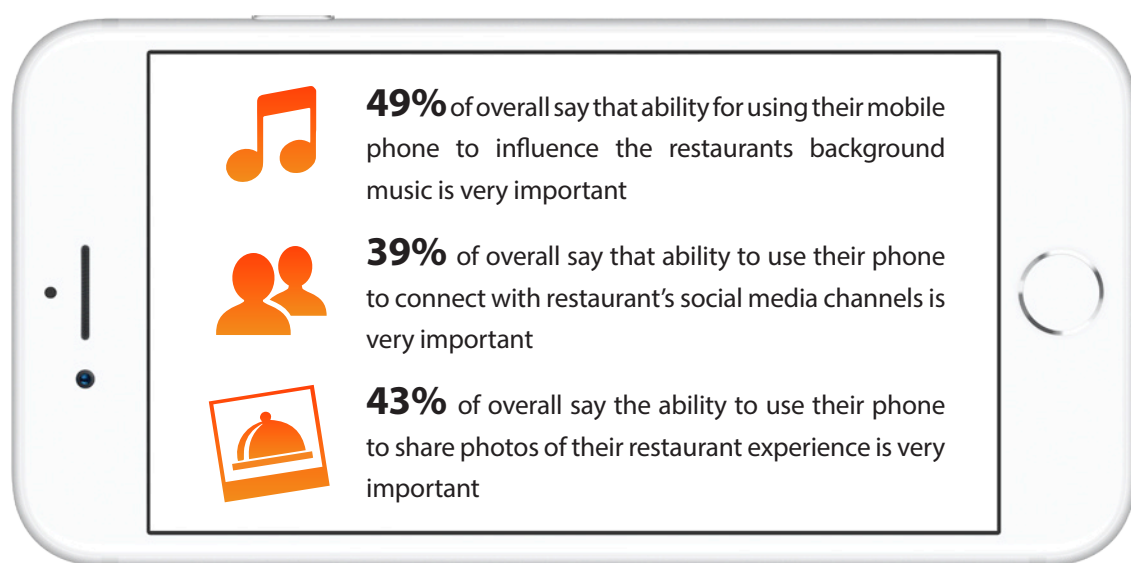 49% of overall say that ability for using their mobile
phone to influence the restaurants background
music is very important
39% of overall say that ability to use their phone
to connect with restaurant’s social media channels is
very important
43% of overall say the ability to use their phone
to share photos of their restaurant experience is very
important